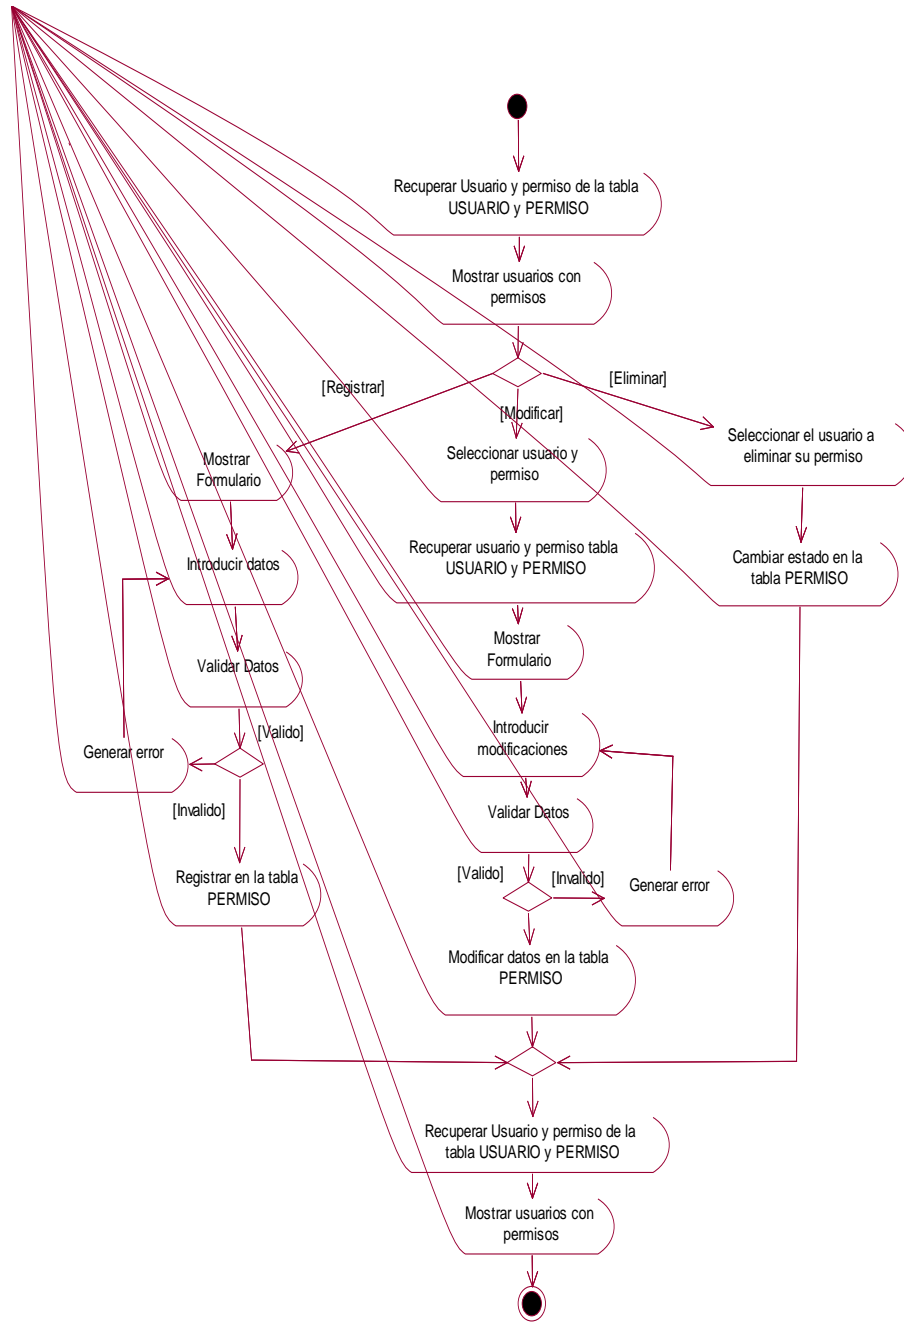 Recuperar Usuario y permiso de la tabla
USUARIO y PERMISO
Mostrar usuarios con
permisos
[Registrar]
[Modificar]
[Eliminar]
Mostrar
Formulario
Seleccionar usuario y
permiso
Seleccionar el usuario a
eliminar su permiso
Introducir datos
Recuperar usuario y permiso tabla
USUARIO y PERMISO
Cambiar estado en la
tabla PERMISO
Validar Datos
Mostrar
Formulario
Generar error
[Valido]
[Invalido]
Introducir
modificaciones
Registrar en la tabla
PERMISO
Validar Datos
[Valido]
[Invalido]
Generar error
Modificar datos en la tabla
PERMISO
Recuperar Usuario y permiso de la
tabla USUARIO y PERMISO
Mostrar usuarios con
permisos